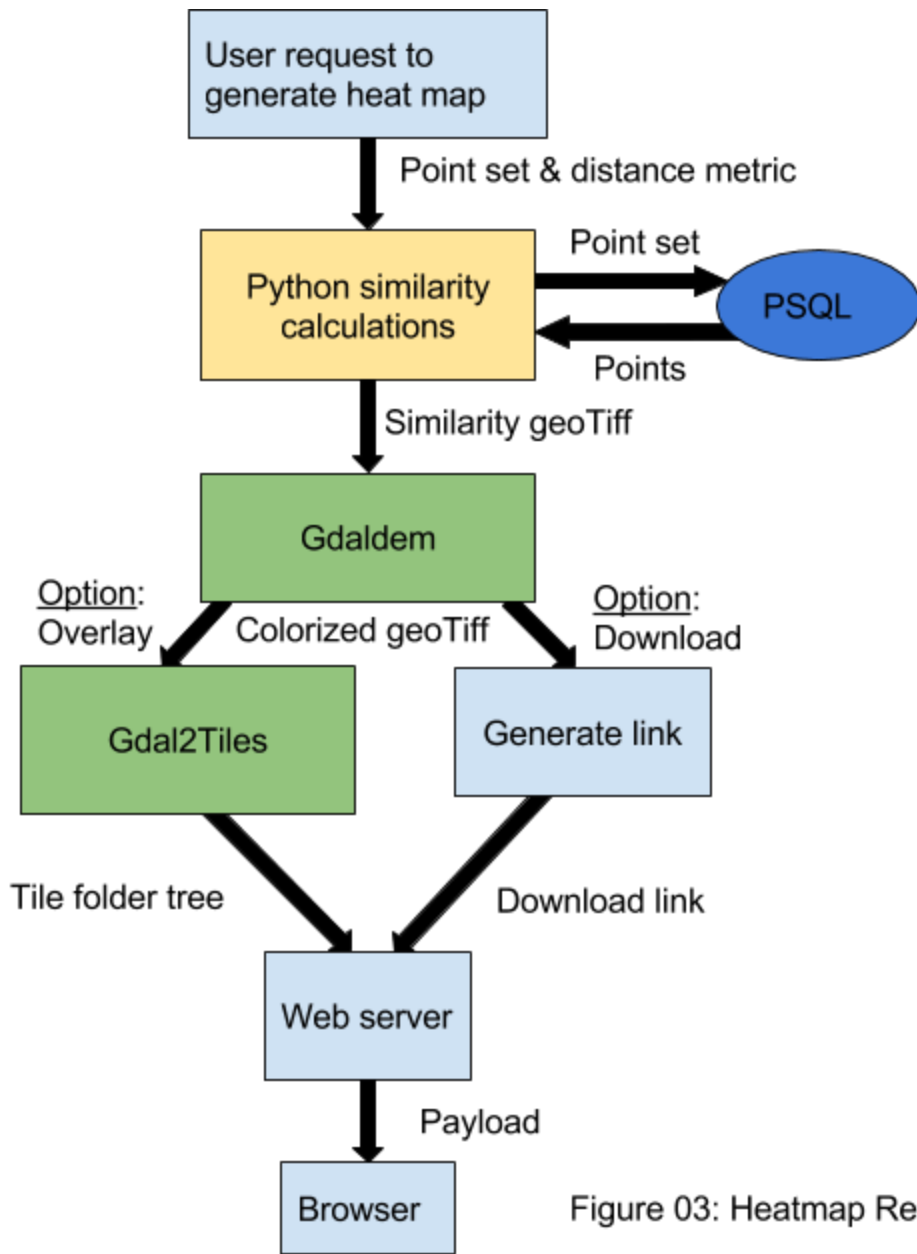 User request to
generate heat map
Point set & distance metric
Point set
Python similarity
calculations
PSQL
Points
Similarity geoTiff
Gdaldem
Option:
Overlay
Colorized geoTiff
Option:
Download
Gdal2Tiles
Generate link
Tile folder tree
Download link
Web server
Payload
Browser
Figure 03: Heatmap Re